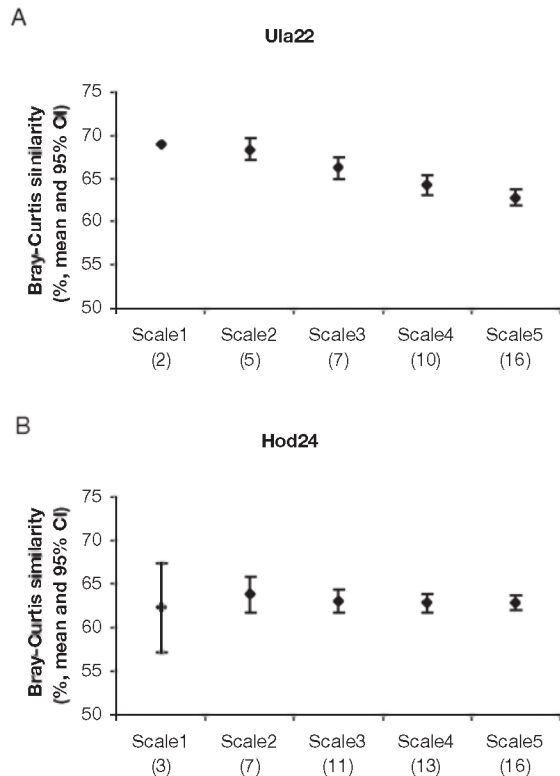 A
Ula22
Bray-Curtis similarity
(%, mean and 95% CI)
75
70
65
60
55
50
Scale1 Scale2 Scale3 Scale4 Scale5
(2) (5) (7) (10) (16)
B
Hod24
Bray-Curtis similarity
(%, mean and 95% CI)
75
70
65
60
55
50
Scale1 Scale2 Scale3 Scale4 Scale5
(3) (7) (11) (13) (16)